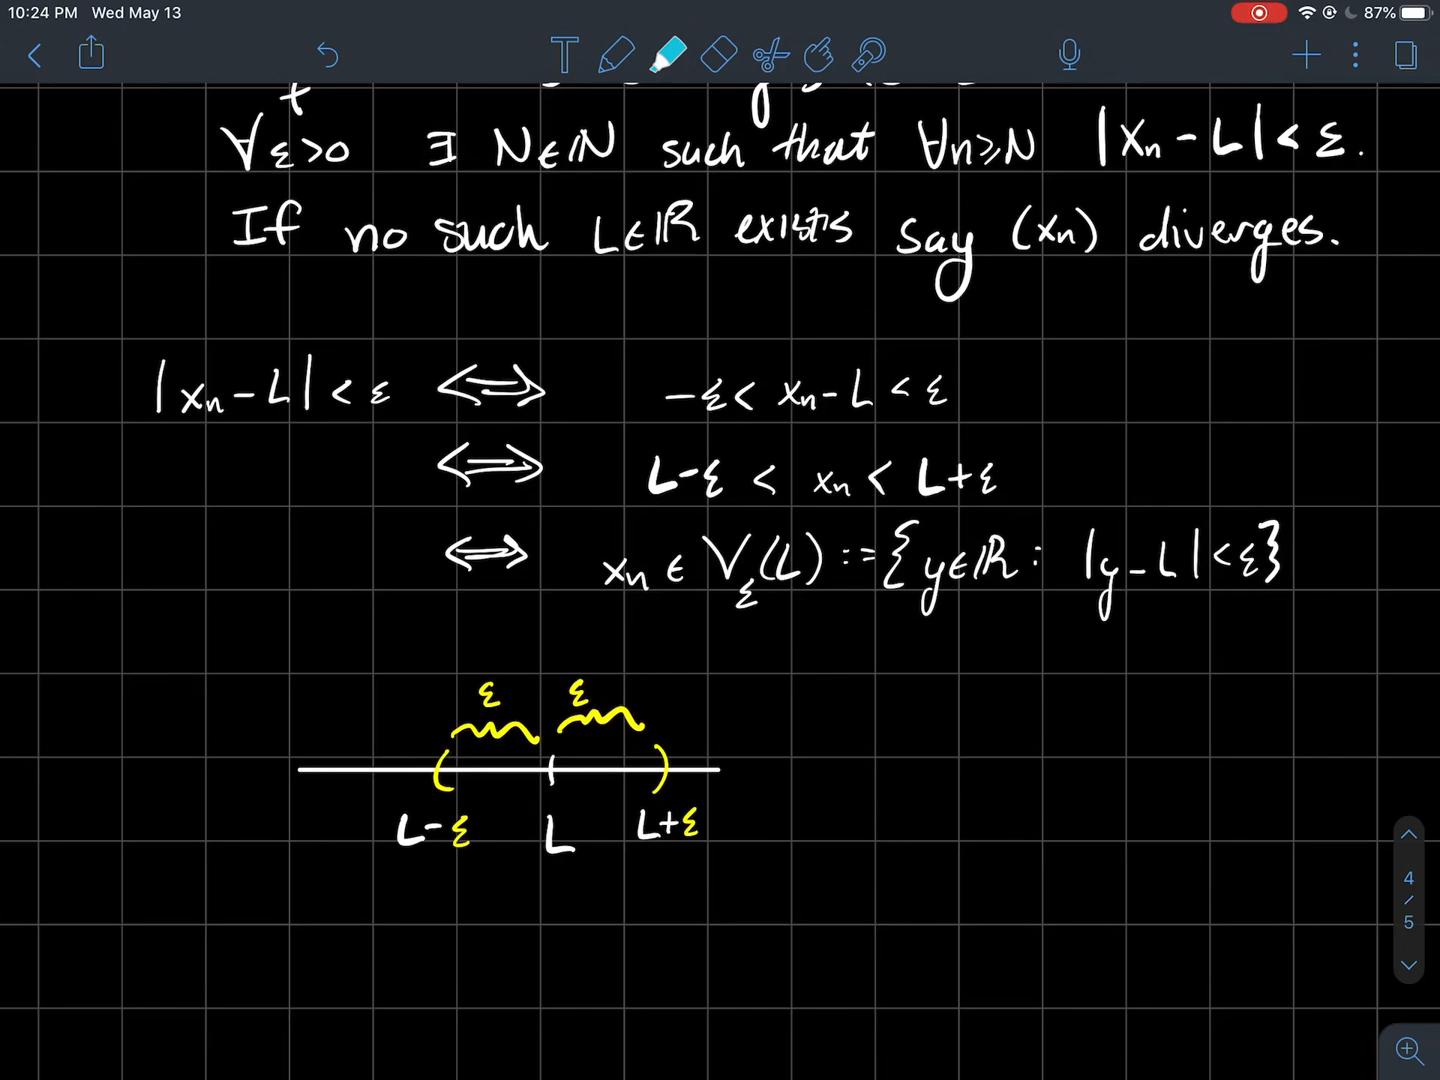 10:24 PM Wed May 13 87%
∀ε>0 ∃ N∈ℕ such that ∀n≥N |xₙ - L| < ε.
If no such L∈ℝ exists say (xₙ) diverges.
|xₙ - L| < ε ⟺ -ε < xₙ - L < ε
⟺ L-ε < xₙ < L+ε
⟺ xₙ ∈ V_ε(L) := {y∈ℝ : |y - L| < ε}
ε ε
L-ε L L+ε
4
/
5